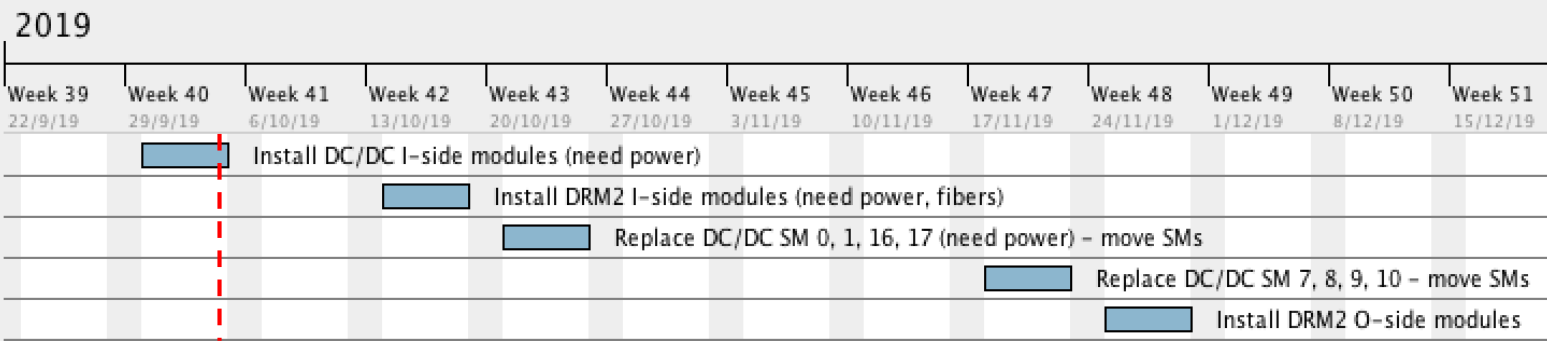 2019
Week 39 Week 40 Week 41 Week 42 Week 43 Week 44 Week 45 Week 46 Week 47 Week 48 Week 49 Week 50 Week 51
22/9/19 29/9/19 6/10/19 13/10/19 20/10/19 27/10/19 3/11/19 10/11/19 17/11/19 24/11/19 1/12/19 8/12/19 15/12/19
Install DC/DC I-side modules (need power)
Install DRM2 I-side modules (need power, fibers)
Replace DC/DC SM 0, 1, 16, 17 (need power) - move SMs
Replace DC/DC SM 7, 8, 9, 10 - move SMs
Install DRM2 O-side modules